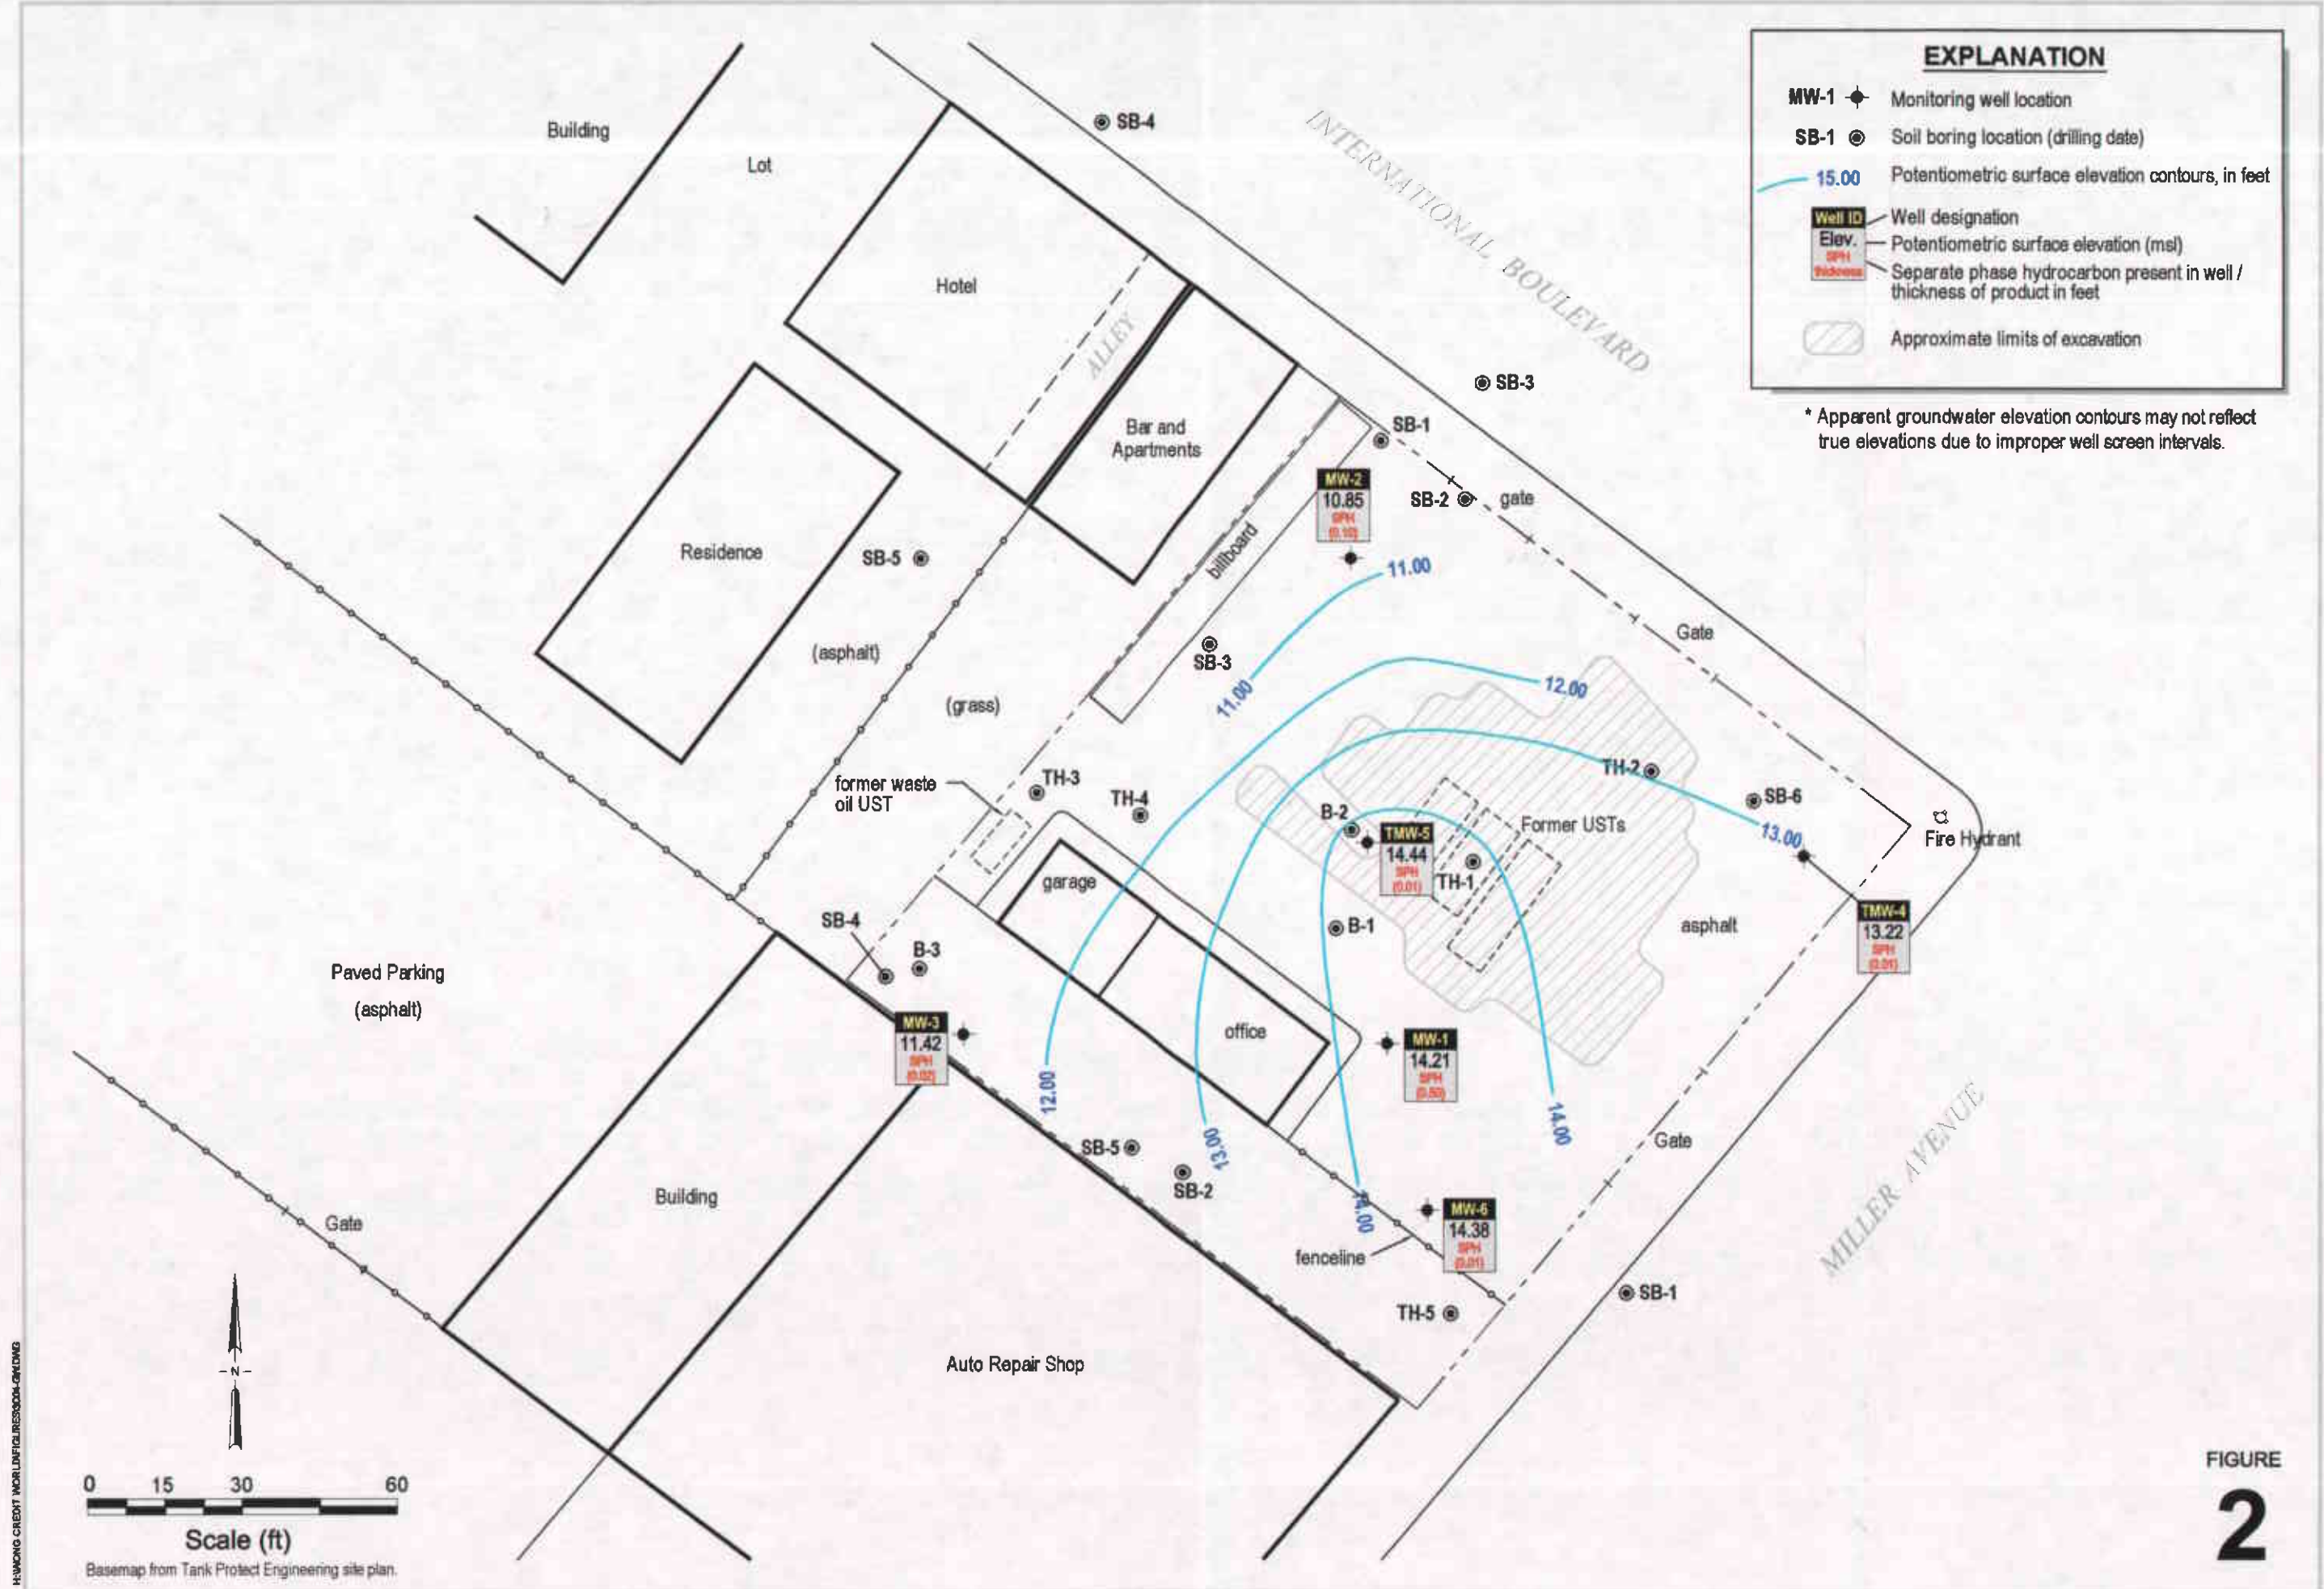 EXPLANATION
MW-1 Monitoring well location
SB-1 Soil boring location (drilling date)
15.00 Potentiometric surface elevation contours, in feet
Well ID Well designation
Elev. Potentiometric surface elevation (msl)
SPH
thickness
Separate phase hydrocarbon present in well /
thickness of product in feet
Approximate limits of excavation
* Apparent groundwater elevation contours may not reflect
true elevations due to improper well screen intervals.
Building
Lot
SB-4
INTERNATIONAL BOULEVARD
Hotel
ALLEY
SB-3
Bar and
Apartments
SB-1
MW-2
10.85
SPH
(0.10)
SB-2
gate
Residence
SB-5
billboard
11.00
Gate
(asphalt)
SB-3
(grass)
11.00
12.00
former waste
oil UST
TH-3
TH-4
TH-2
SB-6
B-2
Former USTs
13.00
Fire Hydrant
TMW-5
14.44
SPH
(0.01)
TH-1
garage
SB-4
B-3
B-1
asphalt
TMW-4
13.22
SPH
(0.01)
Paved Parking
(asphalt)
MW-3
11.42
SPH
(0.02)
office
MW-1
14.21
SPH
(0.50)
12.00
13.00
14.00
14.00
SB-5
SB-2
Gate
MILLER AVENUE
Building
Gate
MW-6
14.38
SPH
(0.01)
fenceline
TH-5
SB-1
Auto Repair Shop
N
0 15 30 60
Scale (ft)
Basemap from Tank Protect Engineering site plan.
FIGURE
2